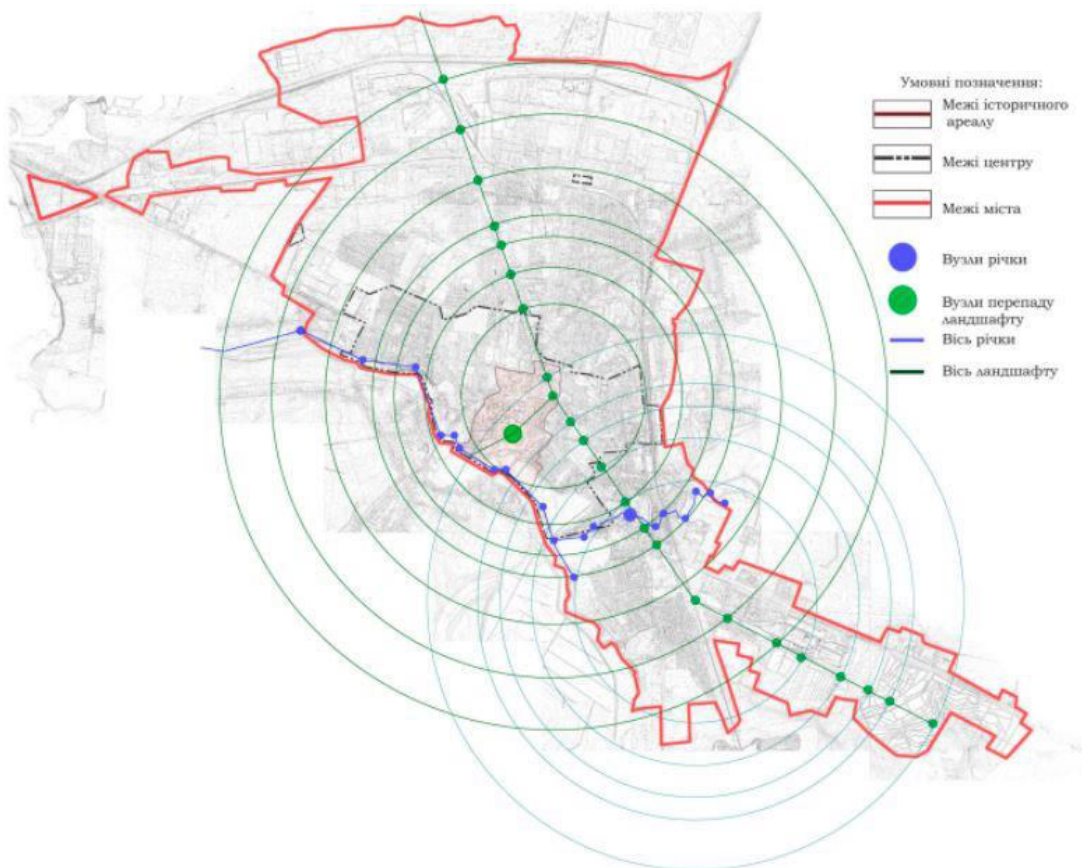 Умовні позначення:
Межі історичного
ареалу
Межі центру
Межі міста
Вузли річки
Вузли перепаду
ландшафту
Вісь річки
Вісь ландшафту